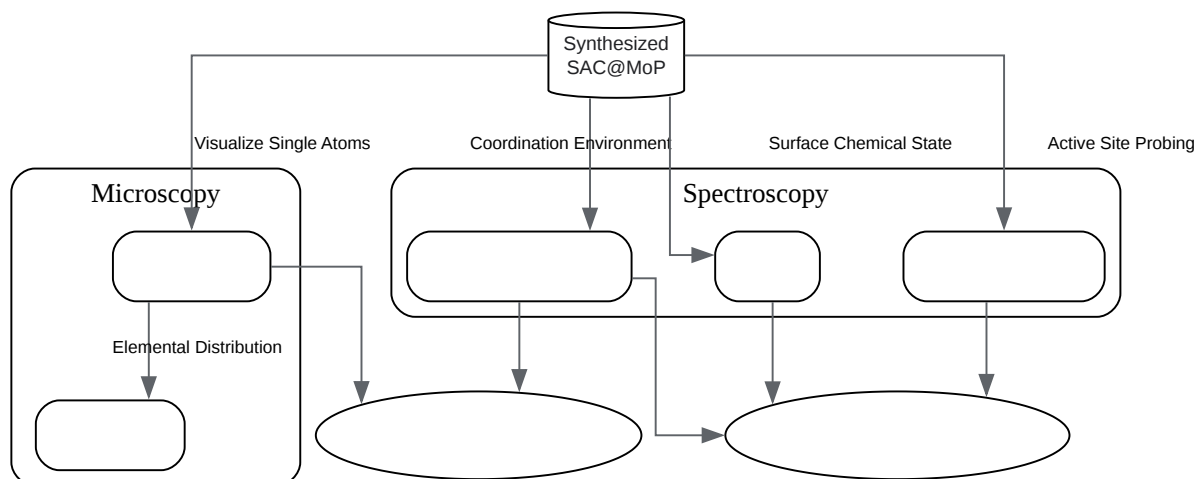 Synthesized
SAC@MoP
Visualize Single Atoms
Coordination Environment
Surface Chemical State
Active Site Probing
Microscopy
Spectroscopy
Elemental Distribution